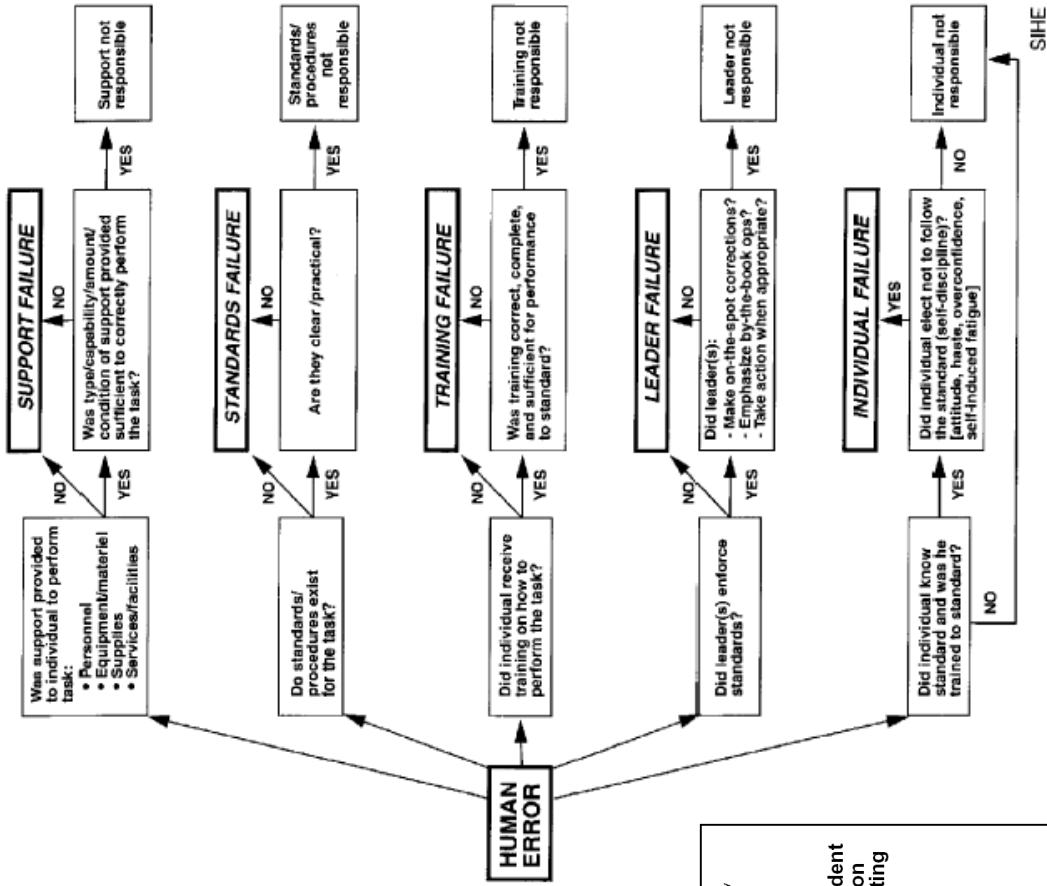 HUMAN
ERROR
Was support provided
to individual to perform
task:
• Personnel
• Equipment/materiel
• Supplies
• Services/facilities
NO
YES
SUPPORT FAILURE
NO
Was type/capability/amount/
condition of support provided
sufficient to correctly perform
the task?
YES
Support not
responsible
Do standards/
procedures exist
for the task?
NO
YES
STANDARDS FAILURE
NO
Are they clear/practical?
YES
Standards/
procedures
not
responsible
Did individual receive
training on how to
perform the task?
NO
YES
TRAINING FAILURE
NO
Was training correct, complete,
and sufficient for performance
to standard?
YES
Training not
responsible
Did leader(s) enforce
standards?
NO
YES
LEADER FAILURE
NO
Did leader(s):
- Make on-the-spot corrections?
- Emphasize by-the-book ops?
- Take action when appropriate?
YES
Leader not
responsible
Did individual know
standard and was he
trained to standard?
NO
YES
INDIVIDUAL FAILURE
YES
Did individual elect not to follow
the standard (self-discipline)?
[attitude, haste, overconfidence,
self-induced fatigue]
NO
Individual not
responsible